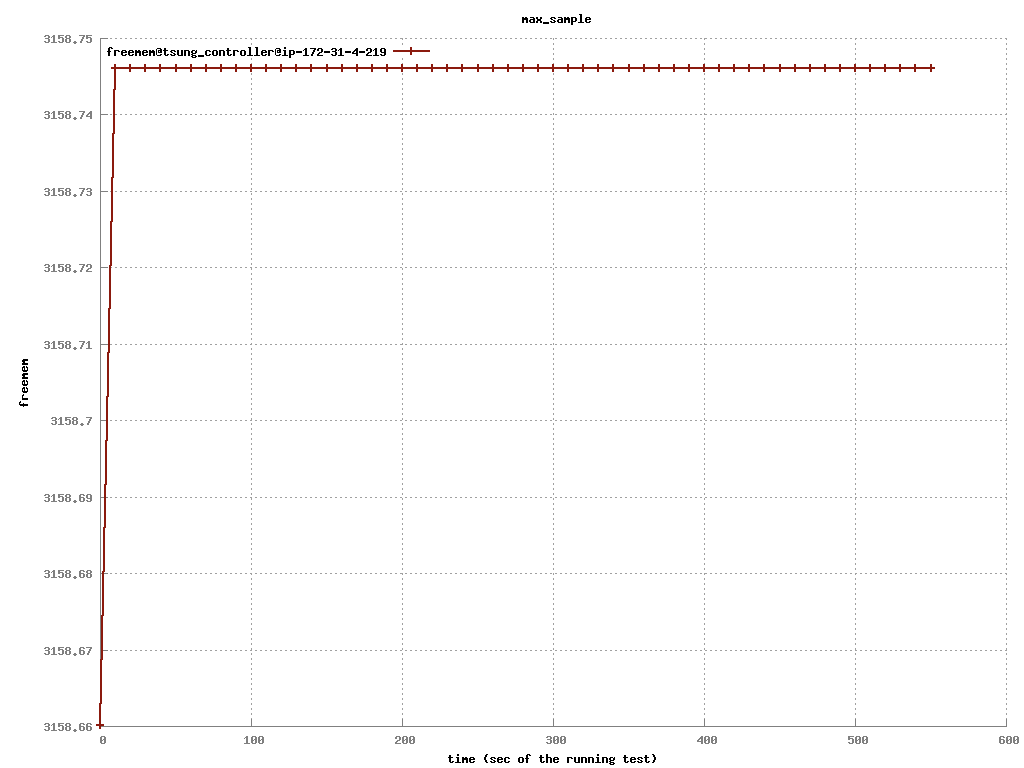 max_sample
3158.75
freemem@tsung_controller@ip-172-31-4-219
3158.74
3158.73
3158.72
3158.71
freemem
3158.7
3158.69
3158.68
3158.67
3158.66
0 100 200 300 400 500 600
time (sec of the running test)